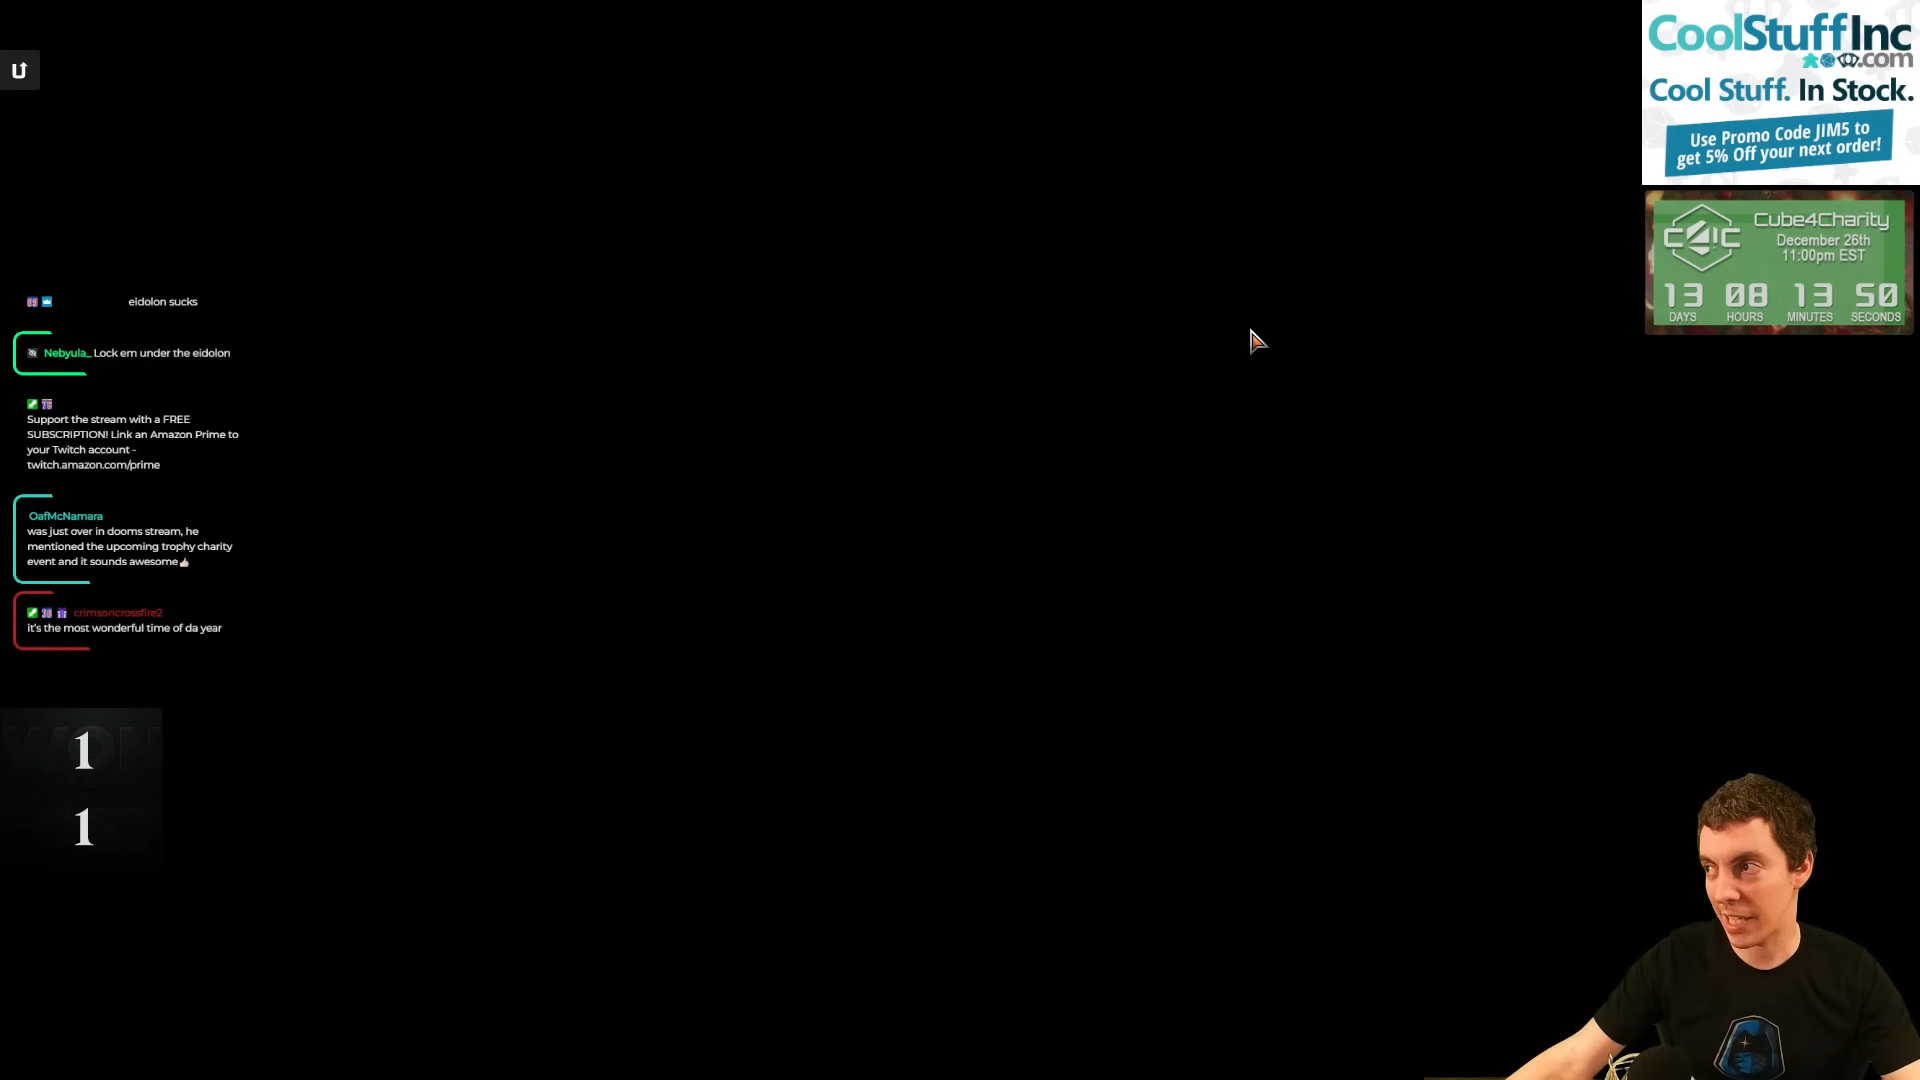 CoolStuffInc
.com
Cool Stuff. In Stock.
Use Promo Code JIM5 to
get 5% Off your next order!
Cube4Charity
December 26th
11:00pm EST
13 08 13 50
DAYS HOURS MINUTES SECONDS
eidolon sucks
Nebyula_ Lock em under the eidolon
Support the stream with a FREE
SUBSCRIPTION! Link an Amazon Prime to
your Twitch account -
twitch.amazon.com/prime
OafMcNamara
was just over in dooms stream, he
mentioned the upcoming trophy charity
event and it sounds awesome👍🏻
crimsoncrossfire2
it's the most wonderful time of da year
1
1